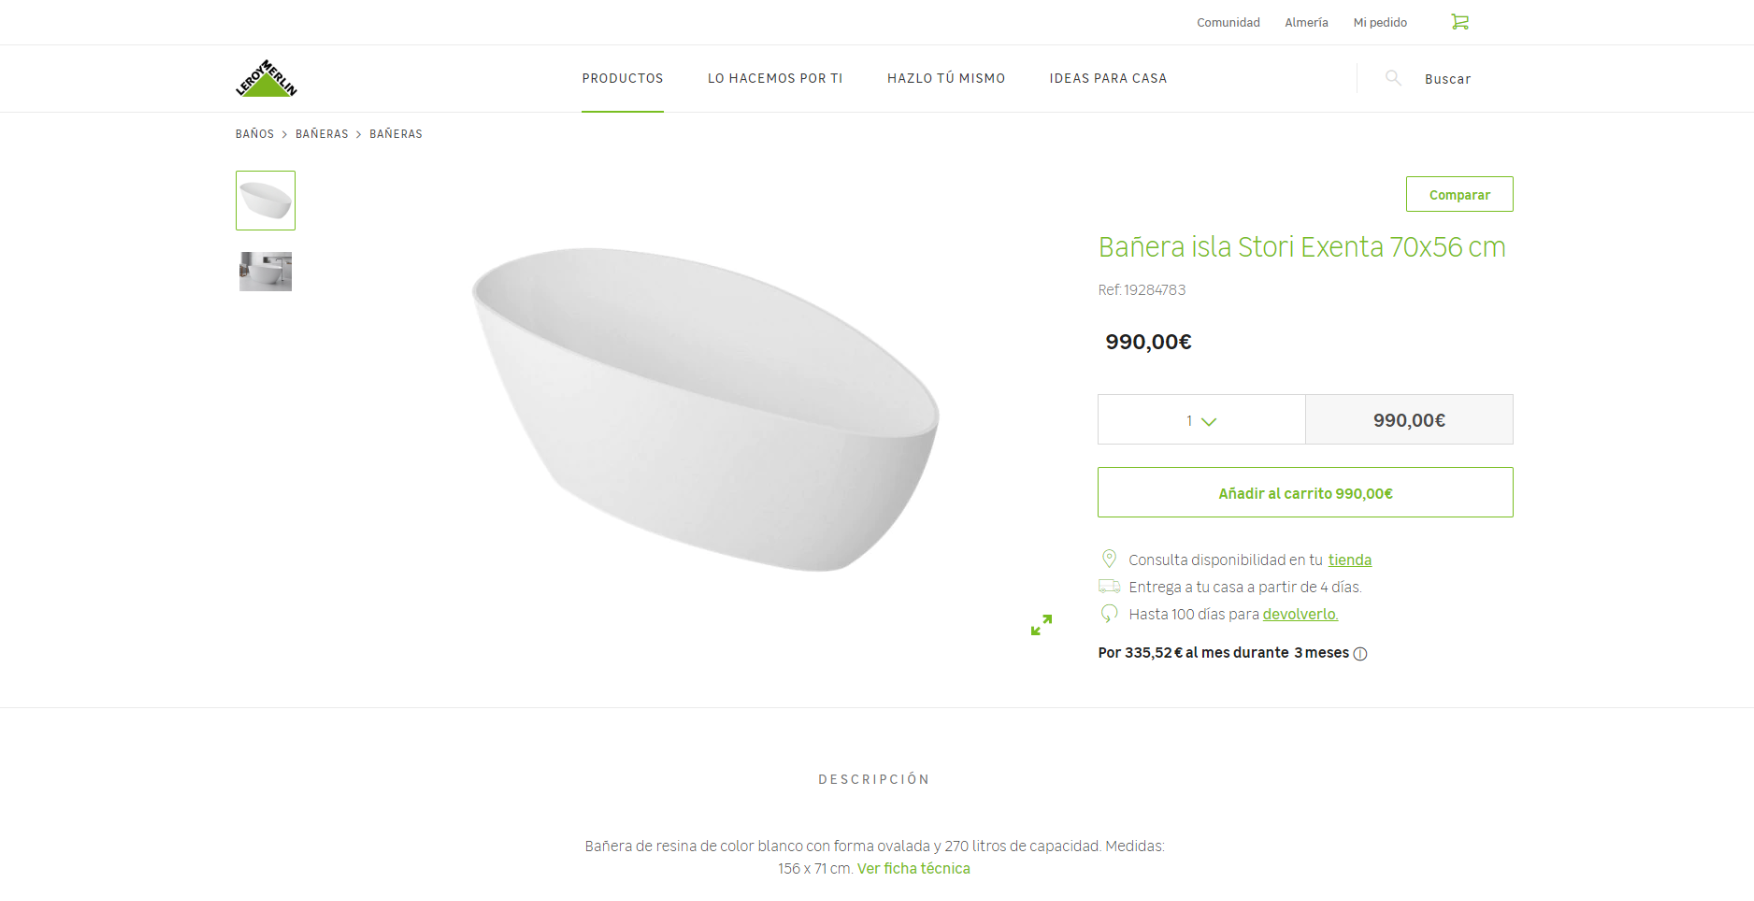 Comunidad Almería Mi pedido
LEROY MERLIN
PRODUCTOS LO HACEMOS POR TI HAZLO TÚ MISMO IDEAS PARA CASA Buscar
BAÑOS > BAÑERAS > BAÑERAS
Comparar
Bañera isla Stori Exenta 70x56 cm
Ref: 19284783
990,00€
1 990,00€
Añadir al carrito 990,00€
Consulta disponibilidad en tu tienda
Entrega a tu casa a partir de 4 días.
Hasta 100 días para devolverlo.
Por 335,52 € al mes durante 3 meses
DESCRIPCIÓN
Bañera de resina de color blanco con forma ovalada y 270 litros de capacidad. Medidas:
156 x 71 cm. Ver ficha técnica